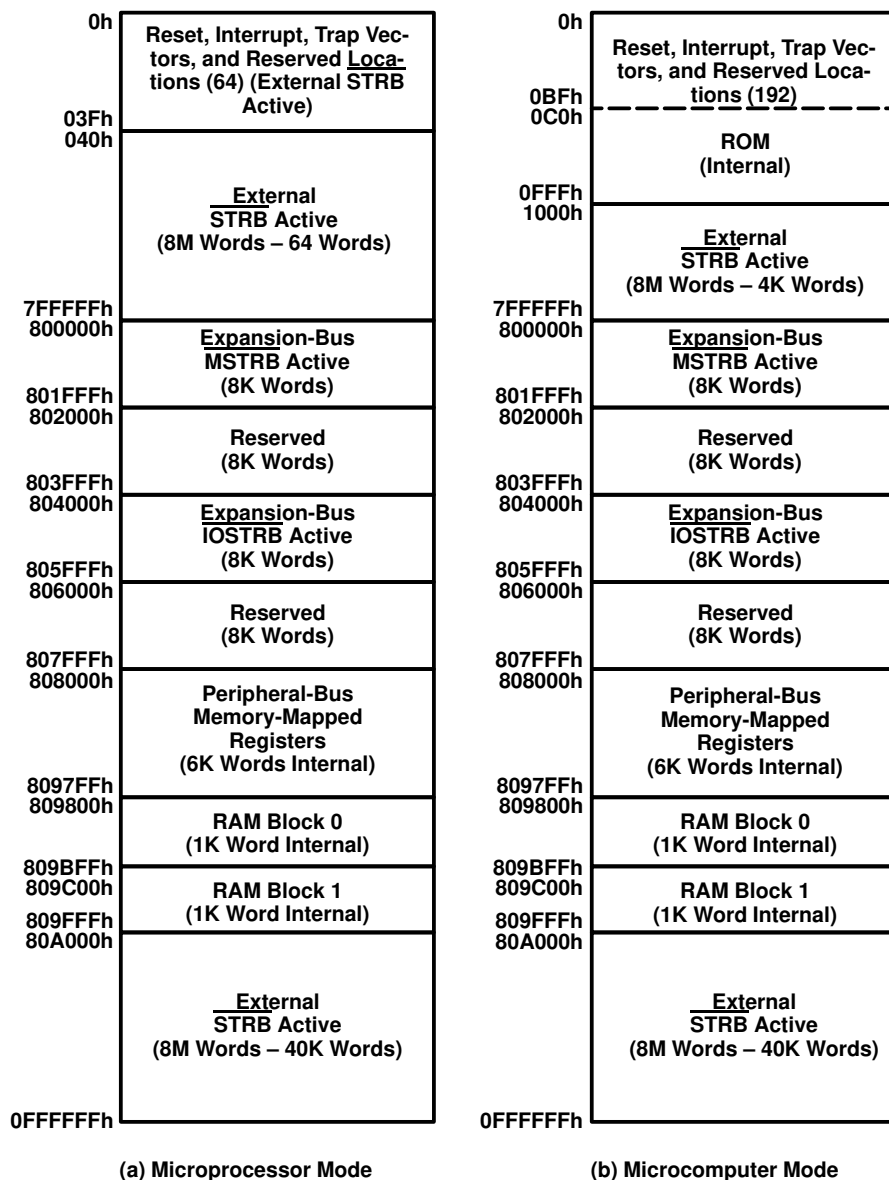 0h
Reset, Interrupt, Trap Vec-
tors, and Reserved Loca-
tions (64) (External STRB
Active)
03Fh
040h
External
STRB Active
(8M Words – 64 Words)
7FFFFFh
800000h
Expansion-Bus
MSTRB Active
(8K Words)
801FFFh
802000h
Reserved
(8K Words)
803FFFh
804000h
Expansion-Bus
IOSTRB Active
(8K Words)
805FFFh
806000h
Reserved
(8K Words)
807FFFh
808000h
Peripheral-Bus
Memory-Mapped
Registers
(6K Words Internal)
8097FFh
809800h
RAM Block 0
(1K Word Internal)
809BFFh
809C00h
RAM Block 1
(1K Word Internal)
809FFFh
80A000h
External
STRB Active
(8M Words – 40K Words)
0FFFFFFh
(a) Microprocessor Mode
0h
Reset, Interrupt, Trap Vec-
tors, and Reserved Loca-
tions (192)
0BFh
0C0h
ROM
(Internal)
0FFFh
1000h
External
STRB Active
(8M Words – 4K Words)
7FFFFFh
800000h
Expansion-Bus
MSTRB Active
(8K Words)
801FFFh
802000h
Reserved
(8K Words)
803FFFh
804000h
Expansion-Bus
IOSTRB Active
(8K Words)
805FFFh
806000h
Reserved
(8K Words)
807FFFh
808000h
Peripheral-Bus
Memory-Mapped
Registers
(6K Words Internal)
8097FFh
809800h
RAM Block 0
(1K Word Internal)
809BFFh
809C00h
RAM Block 1
(1K Word Internal)
809FFFh
80A000h
External
STRB Active
(8M Words – 40K Words)
0FFFFFFh
(b) Microcomputer Mode